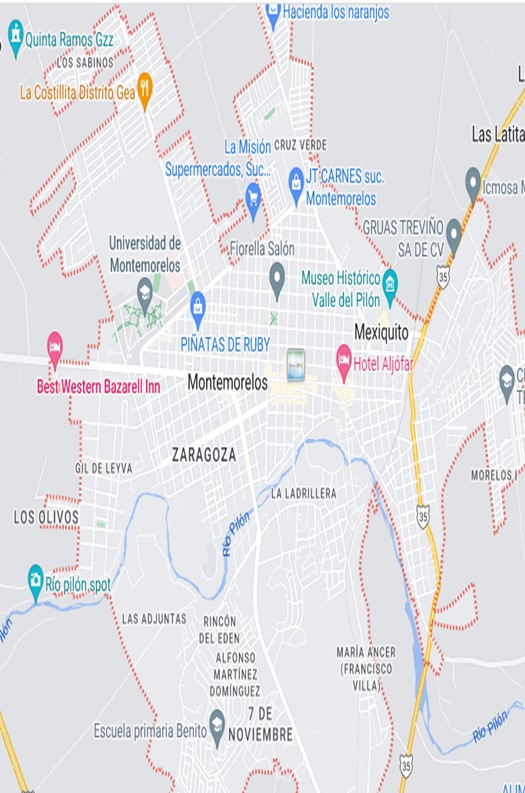 Hacienda los naranjos
Quinta Ramos Gzz
LOS SABINOS
La Costillita Distrito Gea
Las Latita
La Misión
Supermercados, Suc...
CRUZ VERDE
JT CARNES suc.
Montemorelos
Icmosa M
GRUAS TREVIÑO
SA DE CV
Universidad de
Montemorelos
Fiorella Salón
35
Museo Histórico
Valle del Pilón
PIÑATAS DE RUBY
Mexiquito
Hotel Aljófar
Best Western Bazarell Inn
Montemorelos
ZARAGOZA
GIL DE LEYVA
MORELOS I
LA LADRILLERA
LOS OLIVOS
35
Río Pilón
Río pilón spot
LAS ADJUNTAS
RINCÓN
DEL EDEN
ALFONSO
MARTÍNEZ
DOMÍNGUEZ
MARÍA ANCER
(FRANCISCO
VILLA)
7 DE
NOVIEMBRE
Escuela primaria Benito
Río Pilón
35